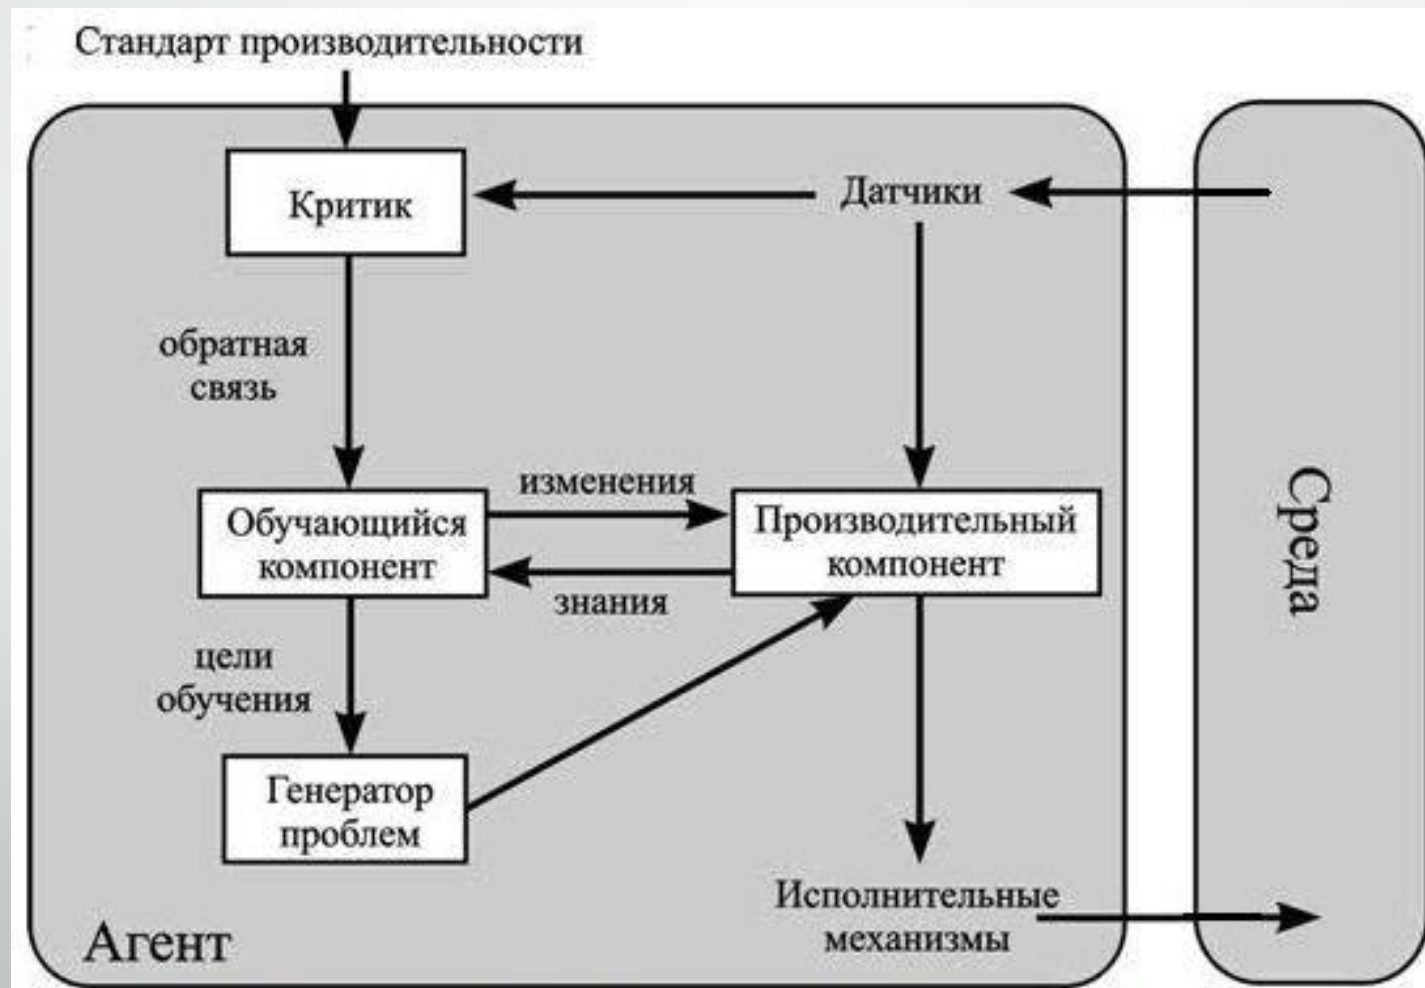 Стандарт производительности
Критик
Датчики
обратная
связь
изменения
Обучающийся
компонент
Производительный
компонент
знания
цели
обучения
Генератор
проблем
Исполнительные
механизмы
Агент
Среда